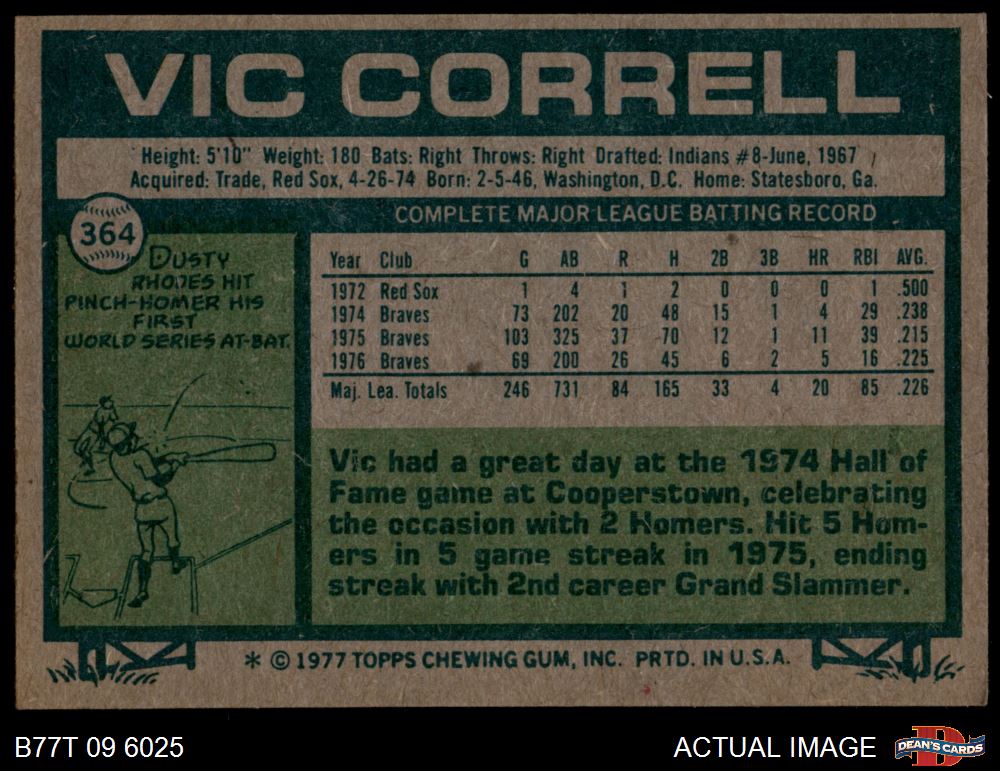 VIC CORRELL
Height: 5'10" Weight: 180 Bats: Right Throws: Right Drafted: Indians #8-June, 1967
Acquired: Trade, Red Sox, 4-26-74 Born: 2-5-46, Washington, D.C. Home: Statesboro, Ga.
364
DUSTY
RHODES HIT
PINCH-HOMER HIS
FIRST
WORLD SERIES AT-BAT.
COMPLETE MAJOR LEAGUE BATTING RECORD
Year Club G AB R H 2B 3B HR RBI AVG.
1972 Red Sox 1 4 1 2 0 0 0 1 .500
1974 Braves 73 202 20 48 15 1 4 29 .238
1975 Braves 103 325 37 70 12 1 11 39 .215
1976 Braves 69 200 26 45 6 2 5 16 .225
Maj. Lea. Totals 246 731 84 165 33 4 20 85 .226
Vic had a great day at the 1974 Hall of
Fame game at Cooperstown, celebrating
the occasion with 2 Homers. Hit 5 Hom-
ers in 5 game streak in 1975, ending
streak with 2nd career Grand Slammer.
* © 1977 TOPPS CHEWING GUM, INC. PRTD. IN U.S.A.
B77T 09 6025
ACTUAL IMAGE
D
DEAN'S CARDS